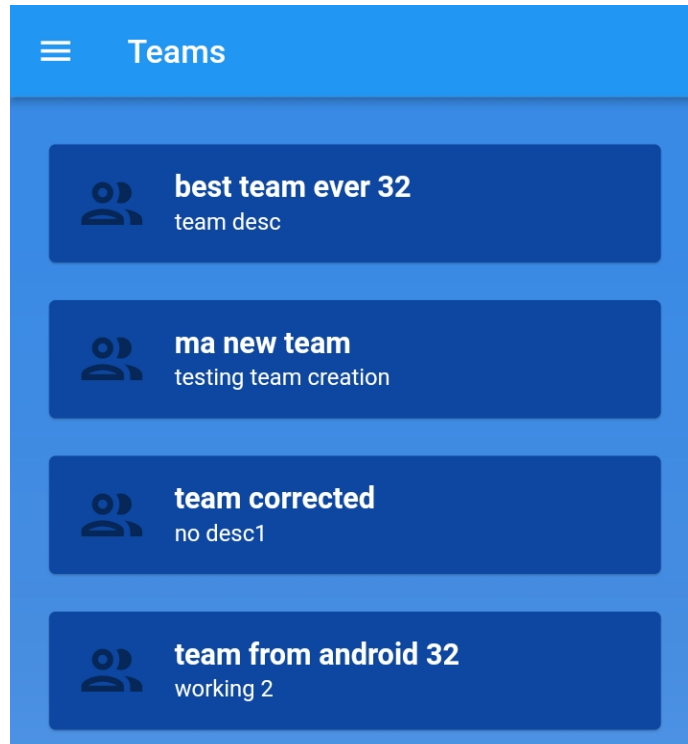 Teams
best team ever 32
team desc
ma new team
testing team creation
team corrected
no desc1
team from android 32
working 2